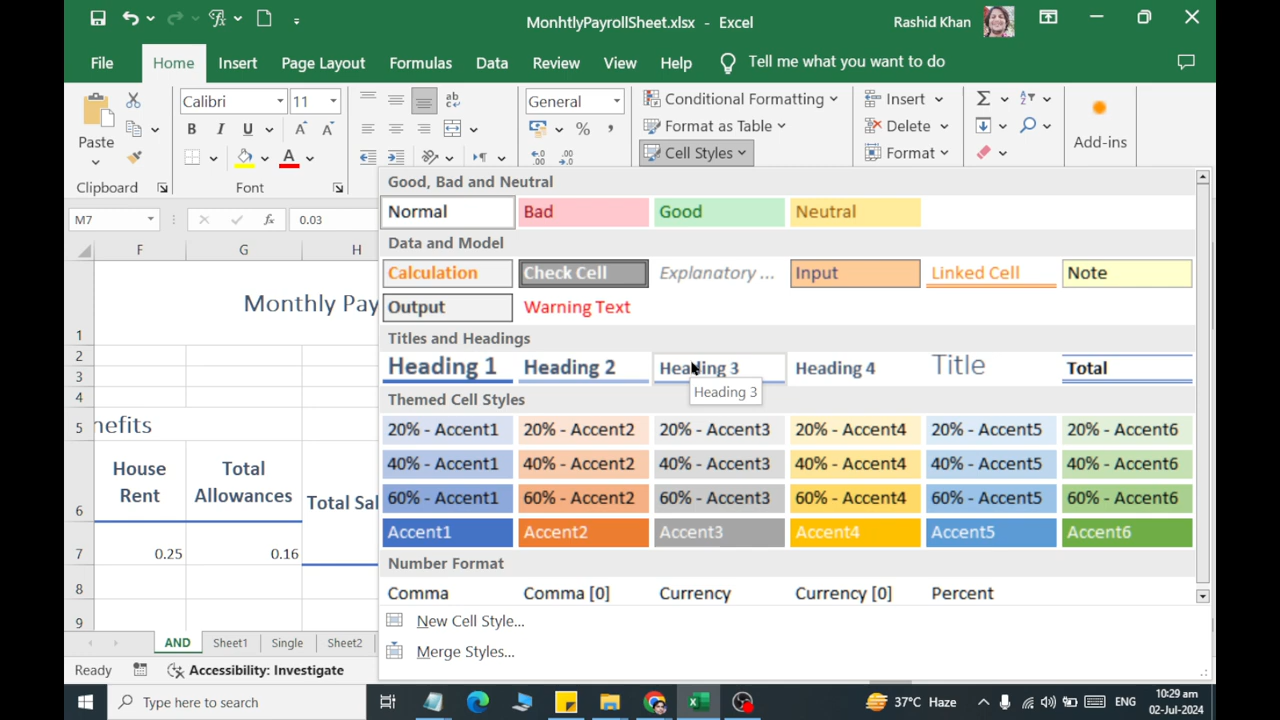 MonhtlyPayrollSheet.xlsx - Excel
Rashid Khan
File Home Insert Page Layout Formulas Data Review View Help Tell me what you want to do
Calibri 11 ab General Conditional Formatting Insert
Paste B I U A A % , Format as Table Delete Add-ins
A Cell Styles Format
Clipboard Font
M7 fx 0.03
Good, Bad and Neutral
Normal Bad Good Neutral
Data and Model
Calculation Check Cell Explanatory ... Input Linked Cell Note
Output Warning Text
Titles and Headings
Heading 1 Heading 2 Heading 3 Heading 4 Title Total
Heading 3
Themed Cell Styles
20% - Accent1 20% - Accent2 20% - Accent3 20% - Accent4 20% - Accent5 20% - Accent6
40% - Accent1 40% - Accent2 40% - Accent3 40% - Accent4 40% - Accent5 40% - Accent6
60% - Accent1 60% - Accent2 60% - Accent3 60% - Accent4 60% - Accent5 60% - Accent6
Accent1 Accent2 Accent3 Accent4 Accent5 Accent6
Number Format
Comma Comma [0] Currency Currency [0] Percent
New Cell Style...
Merge Styles...
F G H
1 Monthly Pay
2
3
4
5 nefits
House Total
6 Rent Allowances Total Sal
7 0.25 0.16
8
9
AND Sheet1 Single Sheet2
Ready Accessibility: Investigate
Type here to search 37°C Haze ENG
10:29 am
02-Jul-2024